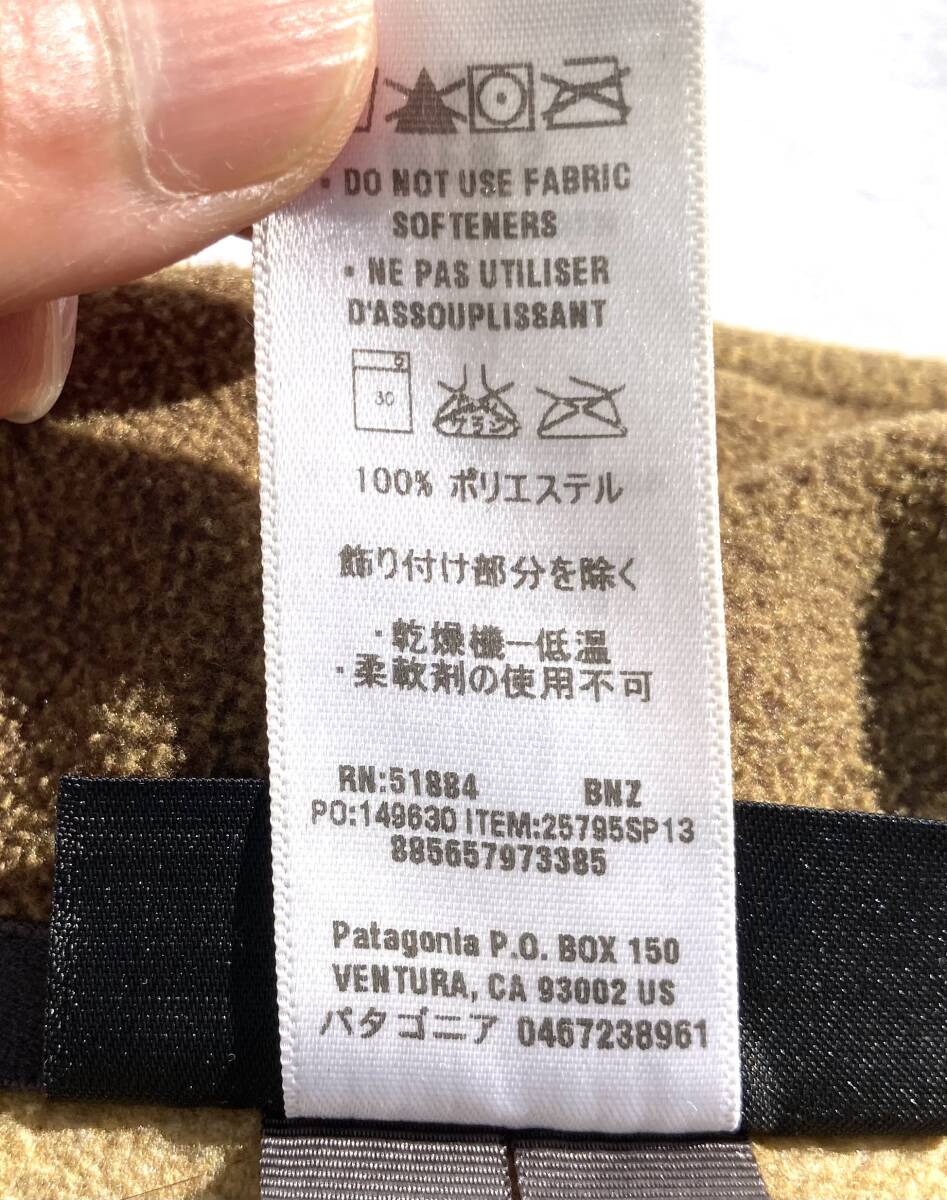 · DO NOT USE FABRIC
SOFTENERS
· NE PAS UTILISER
D'ASSOUPLISSANT
30
100% ポリエステル
飾り付け部分を除く
・乾燥機ー低温
・柔軟剤の使用不可
RN:51884 BNZ
PO:149630 ITEM:25795SP13
885657973385
Patagonia P.O. BOX 150
VENTURA, CA 93002 US
パタゴニア 0467238961